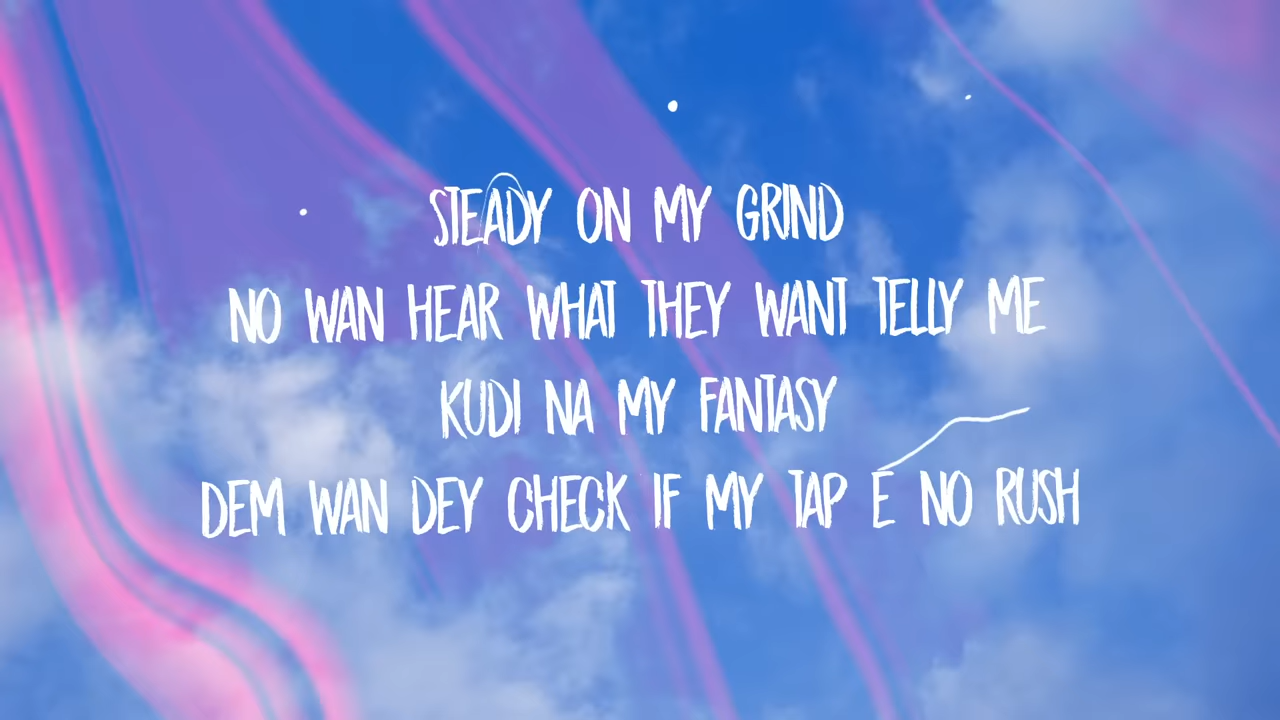 STEADY ON MY GRIND
NO WAN HEAR WHAT THEY WANT TELLY ME
KUDI NA MY FANTASY
DEM WAN DEY CHECK IF MY TAP E NO RUSH